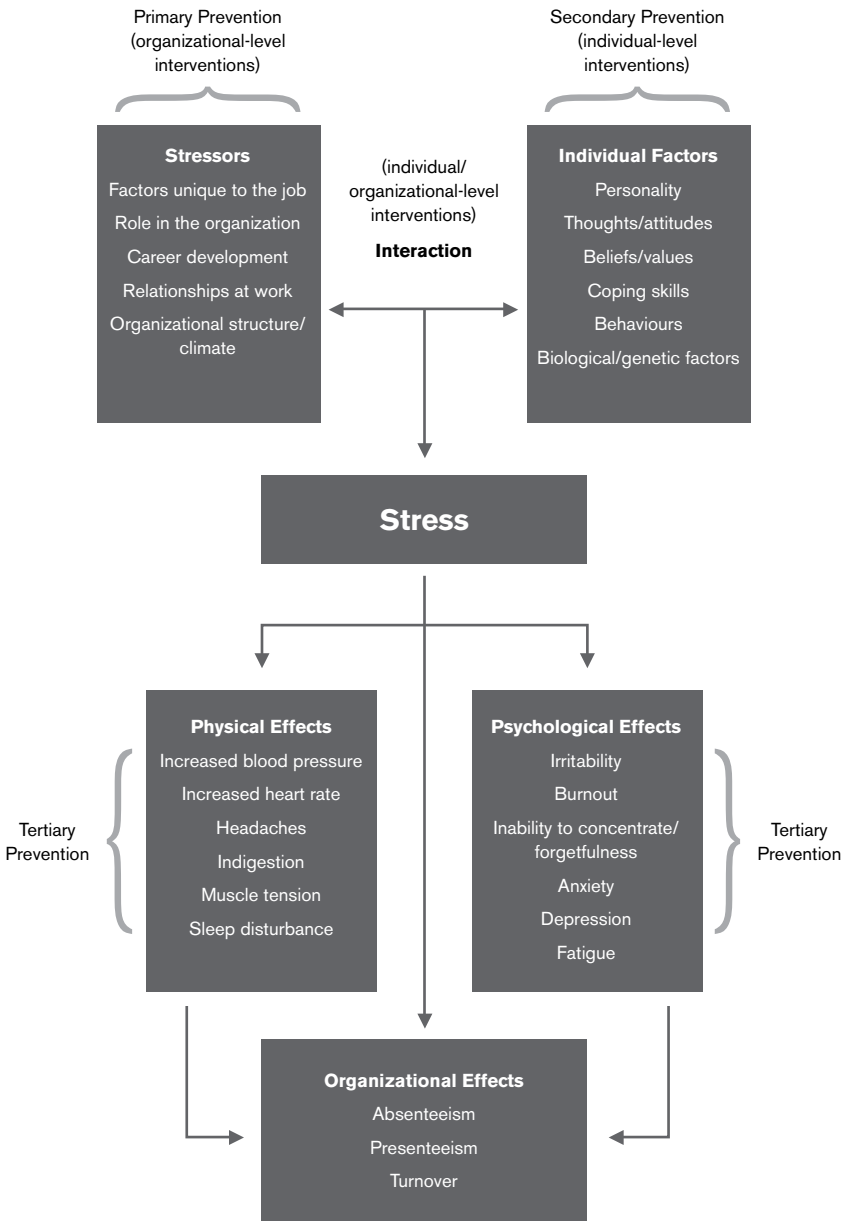 Primary Prevention
(organizational-level
interventions)
Secondary Prevention
(individual-level
interventions)
Stressors
Factors unique to the job
Role in the organization
Career development
Relationships at work
Organizational structure/
climate
(individual/
organizational-level
interventions)
Interaction
Individual Factors
Personality
Thoughts/attitudes
Beliefs/values
Coping skills
Behaviours
Biological/genetic factors
Stress
Tertiary
Prevention
Physical Effects
Increased blood pressure
Increased heart rate
Headaches
Indigestion
Muscle tension
Sleep disturbance
Psychological Effects
Irritability
Burnout
Inability to concentrate/
forgetfulness
Anxiety
Depression
Fatigue
Tertiary
Prevention
Organizational Effects
Absenteeism
Presenteeism
Turnover